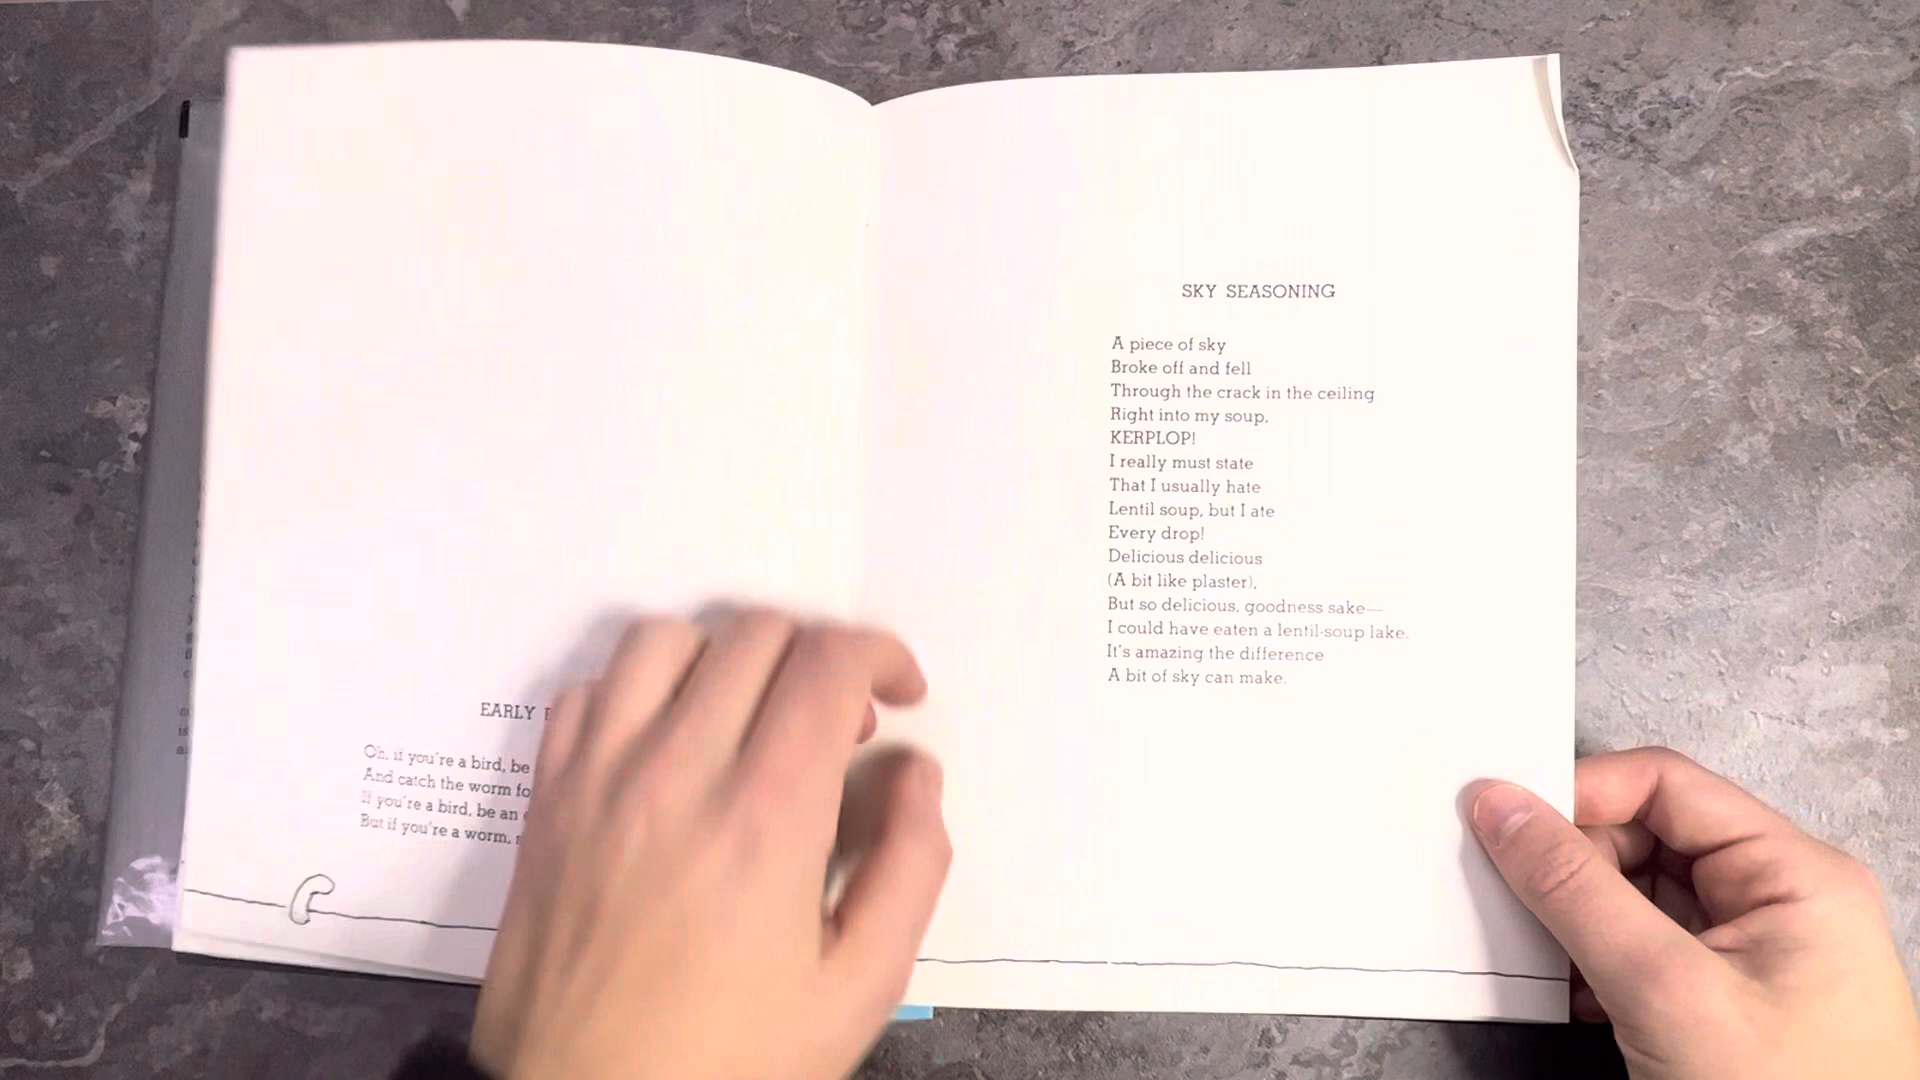 EARLY
Oh, if you're a bird, be
And catch the worm fo
If you're a bird, be an
But if you're a worm,
SKY SEASONING
A piece of sky
Broke off and fell
Through the crack in the ceiling
Right into my soup,
KERPLOP!
I really must state
That I usually hate
Lentil soup, but I ate
Every drop!
Delicious delicious
(A bit like plaster),
But so delicious, goodness sake—
I could have eaten a lentil-soup lake.
It's amazing the difference
A bit of sky can make.